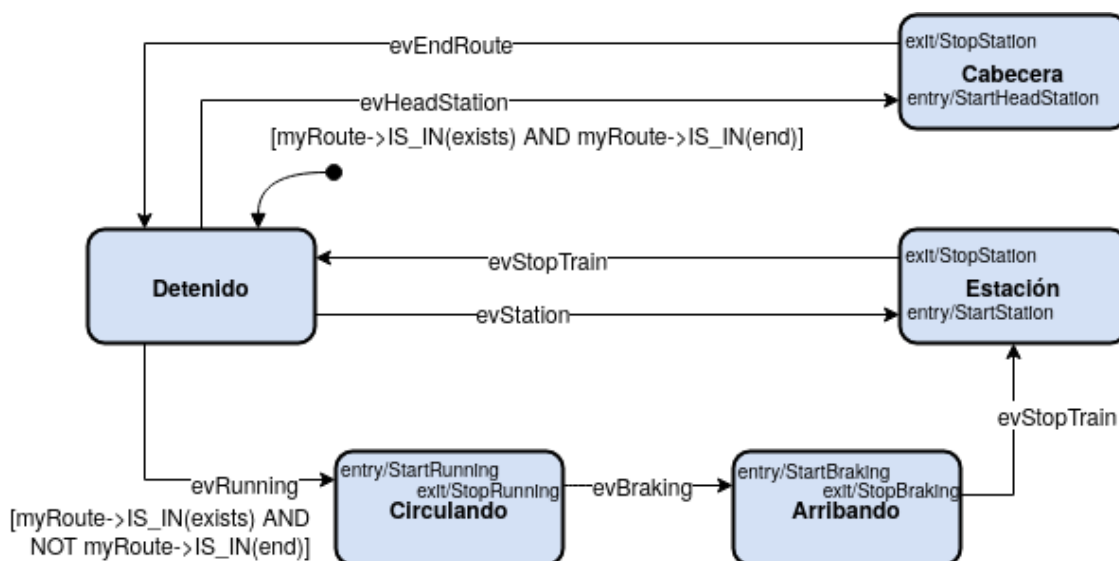 evEndRoute
exit/StopStation
Cabecera
entry/StartHeadStation
evHeadStation
[myRoute->IS_IN(exists) AND myRoute->IS_IN(end)]
Detenido
evStopTrain
exit/StopStation
Estación
entry/StartStation
evStation
evStopTrain
evRunning
[myRoute->IS_IN(exists) AND
NOT myRoute->IS_IN(end)]
entry/StartRunning
exit/StopRunning
Circulando
evBraking
entry/StartBraking
exit/StopBraking
Arribando